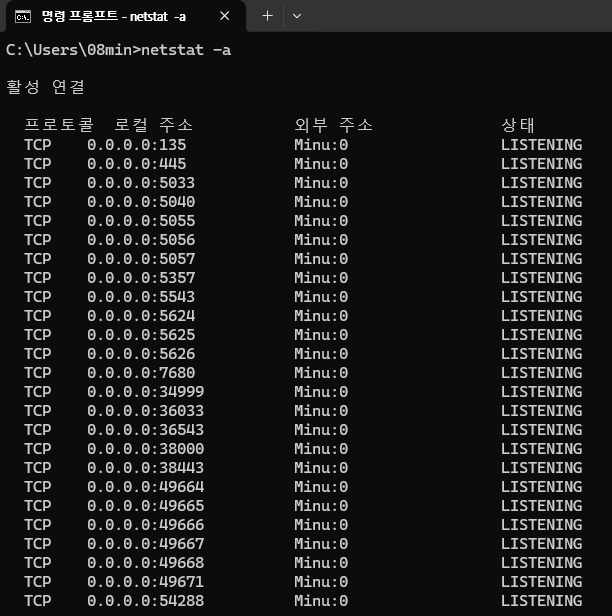 명령 프롬프트 - netstat -a
C:\Users\08min>netstat -a
활성 연결
프로토콜 로컬 주소 외부 주소 상태
TCP 0.0.0.0:135 Minu:0 LISTENING
TCP 0.0.0.0:445 Minu:0 LISTENING
TCP 0.0.0.0:5033 Minu:0 LISTENING
TCP 0.0.0.0:5040 Minu:0 LISTENING
TCP 0.0.0.0:5055 Minu:0 LISTENING
TCP 0.0.0.0:5056 Minu:0 LISTENING
TCP 0.0.0.0:5057 Minu:0 LISTENING
TCP 0.0.0.0:5357 Minu:0 LISTENING
TCP 0.0.0.0:5543 Minu:0 LISTENING
TCP 0.0.0.0:5624 Minu:0 LISTENING
TCP 0.0.0.0:5625 Minu:0 LISTENING
TCP 0.0.0.0:5626 Minu:0 LISTENING
TCP 0.0.0.0:7680 Minu:0 LISTENING
TCP 0.0.0.0:34999 Minu:0 LISTENING
TCP 0.0.0.0:36033 Minu:0 LISTENING
TCP 0.0.0.0:36543 Minu:0 LISTENING
TCP 0.0.0.0:38000 Minu:0 LISTENING
TCP 0.0.0.0:38443 Minu:0 LISTENING
TCP 0.0.0.0:49664 Minu:0 LISTENING
TCP 0.0.0.0:49665 Minu:0 LISTENING
TCP 0.0.0.0:49666 Minu:0 LISTENING
TCP 0.0.0.0:49667 Minu:0 LISTENING
TCP 0.0.0.0:49668 Minu:0 LISTENING
TCP 0.0.0.0:49671 Minu:0 LISTENING
TCP 0.0.0.0:54288 Minu:0 LISTENING